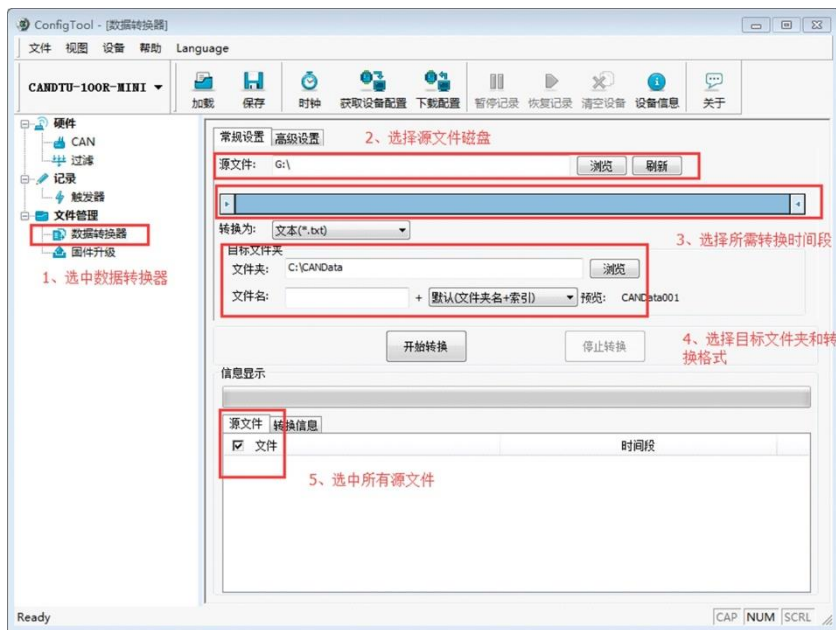 ConfigTool - [数据转换器]
文件 视图 设备 帮助 Language
CANDTU-100R-MINI
加载 保存 时钟 获取设备配置 下载配置 暂停记录 恢复记录 清空设备 设备信息 关于
硬件
CAN
过滤
记录
触发器
文件管理
数据转换器
固件升级
1、选中数据转换器
常规设置 高级设置
2、选择源文件磁盘
源文件: G:\ 浏览 刷新
转换为: 文本(*.txt)
3、选择所需转换时间段
目标文件夹
文件夹: C:\CANData 浏览
文件名: + 默认(文件夹名+索引) 预览: CANData001
开始转换 停止转换
4、选择目标文件夹和转
换格式
信息显示
源文件 转换信息
文件 时间段
5、选中所有源文件
Ready CAP NUM SCRL